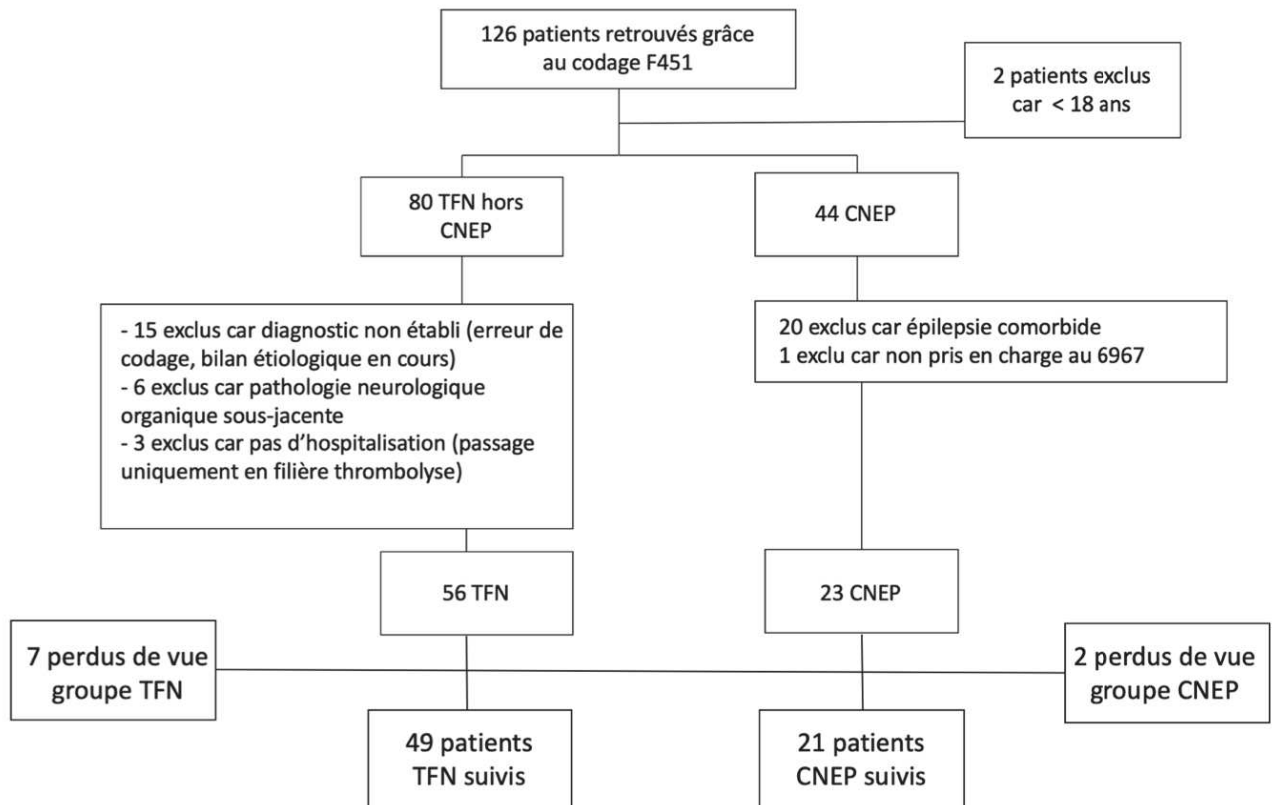 126 patients retrouvés grâce
au codage F451
2 patients exclus
car < 18 ans
80 TFN hors
CNEP
44 CNEP
- 15 exclus car diagnostic non établi (erreur de
codage, bilan étiologique en cours)
- 6 exclus car pathologie neurologique
organique sous-jacente
- 3 exclus car pas d'hospitalisation (passage
uniquement en filière thrombolyse)
20 exclus car épilepsie comorbide
1 exclu car non pris en charge au 6967
56 TFN
23 CNEP
7 perdus de vue
groupe TFN
2 perdus de vue
groupe CNEP
49 patients
TFN suivis
21 patients
CNEP suivis